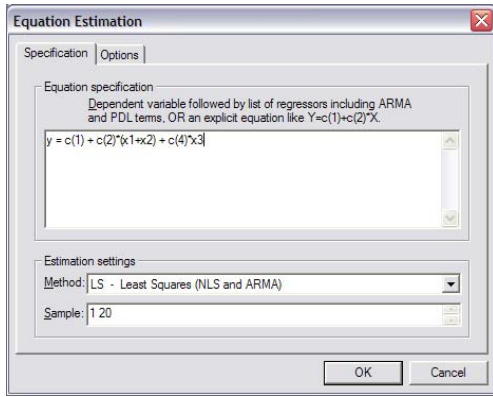 Equation Estimation
Specification
Options
Equation specification
Dependent variable followed by list of regressors including ARMA
and PDL terms, OR an explicit equation like Y=c(1)+c(2)*X.
y = c(1) + c(2)*(x1+x2) + c(4)*x3
Estimation settings
Method: LS - Least Squares (NLS and ARMA)
Sample: 1 20
OK
Cancel